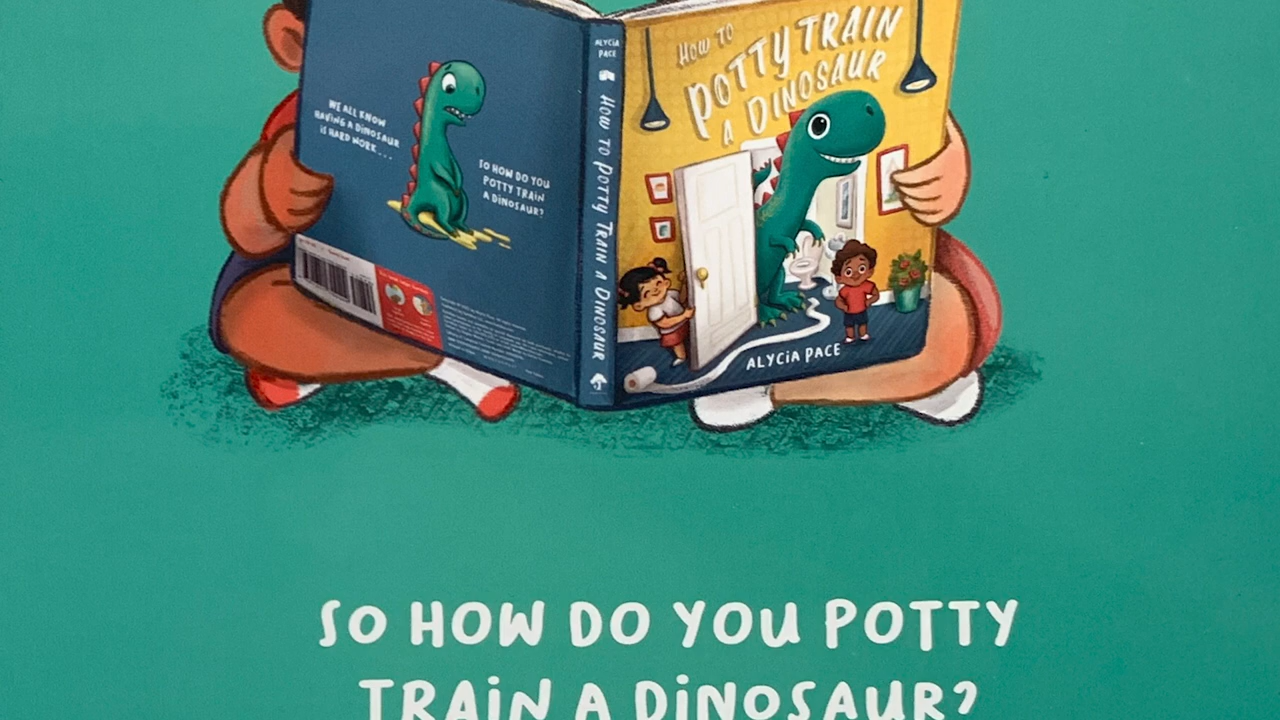 WE ALL KNOW
HAVING A DINOSAUR
IS HARD WORK...
SO HOW DO YOU
POTTY TRAIN
A DINOSAUR?
ALYCIA
PACE
HOW TO POTTY TRAIN A DINOSAUR
HOW TO
POTTY TRAIN
A DINOSAUR
ALYCIA PACE
SO HOW DO YOU POTTY
TRAIN A DINOSAUR?